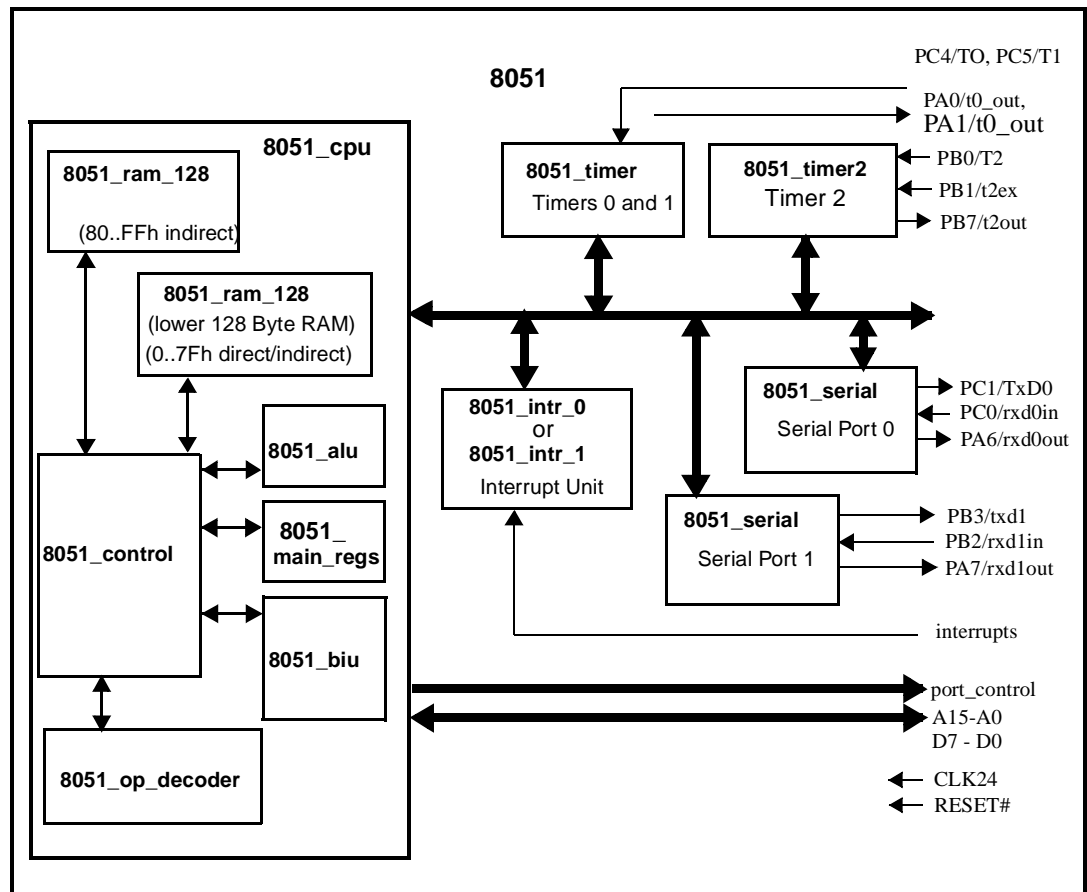 8051
PC4/TO, PC5/T1
PA0/t0_out,
PA1/t0_out
8051_cpu
8051_ram_128
(80..FFh indirect)
8051_ram_128
(lower 128 Byte RAM)
(0..7Fh direct/indirect)
8051_control
8051_alu
8051_
main_regs
8051_biu
8051_op_decoder
8051_timer
Timers 0 and 1
8051_timer2
Timer 2
PB0/T2
PB1/t2ex
PB7/t2out
8051_intr_0
or
8051_intr_1
Interrupt Unit
8051_serial
Serial Port 0
PC1/TxD0
PC0/rxd0in
PA6/rxd0out
8051_serial
Serial Port 1
PB3/txd1
PB2/rxd1in
PA7/rxd1out
interrupts
port_control
A15-A0
D7 - D0
CLK24
RESET#